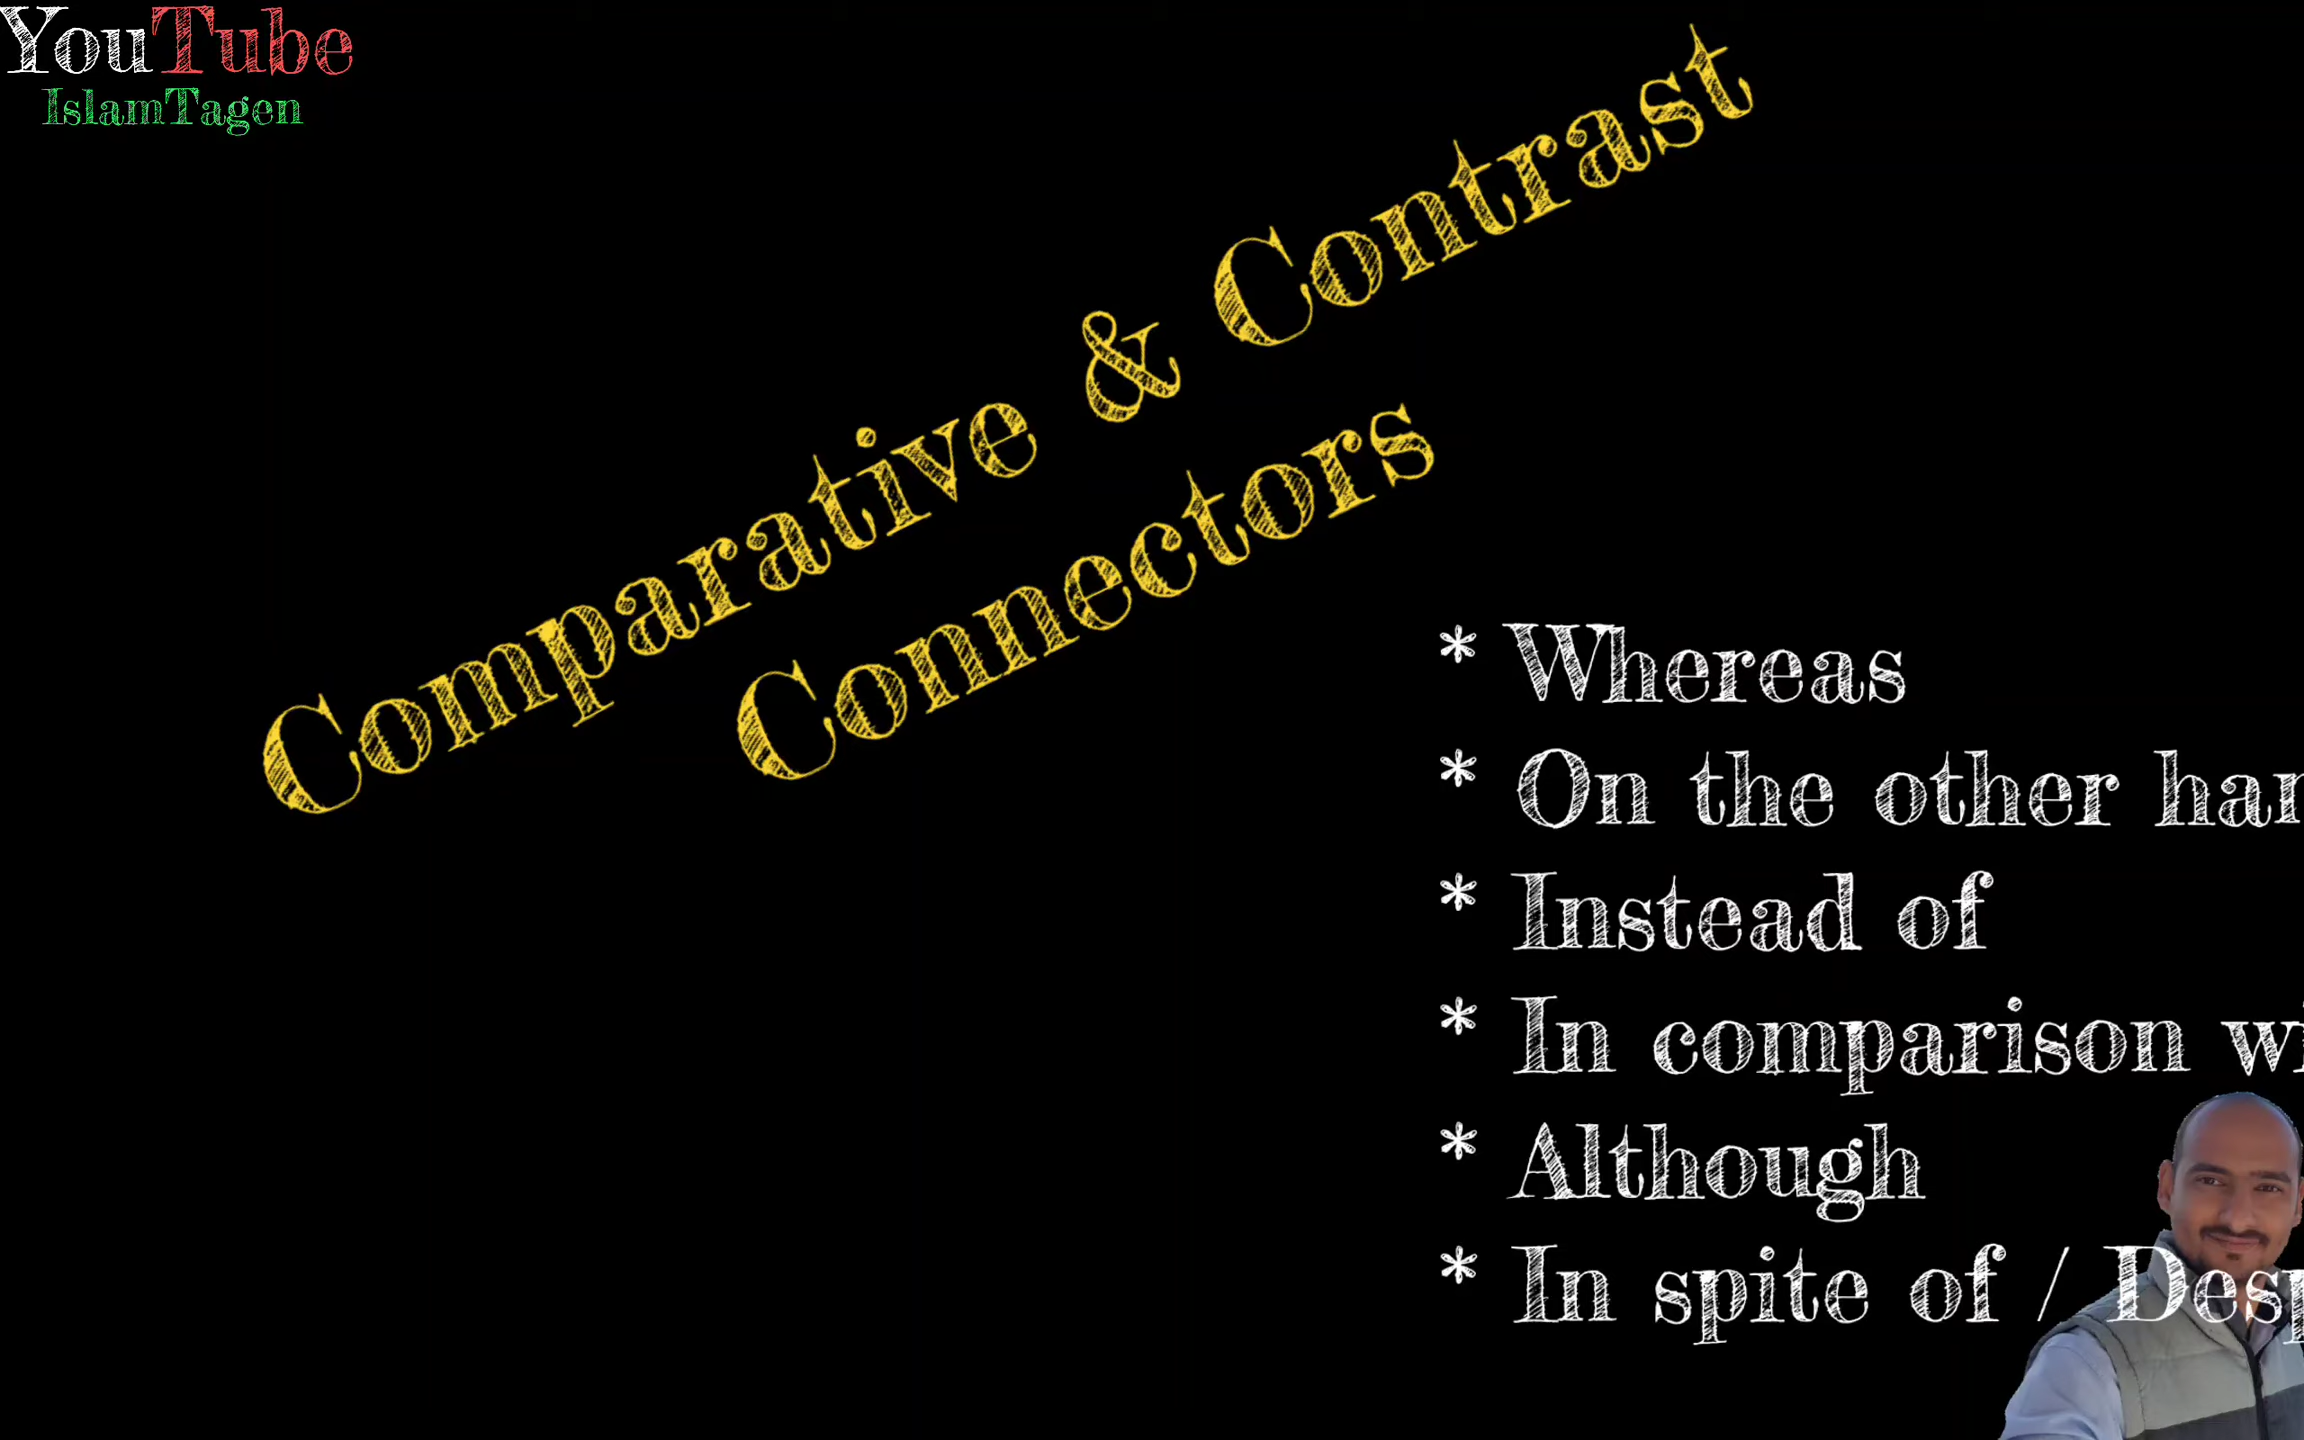 YouTube
IslamTagen
Comparative & Contrast
Connectors
* Whereas
* On the other
* Instead of
* In comparison
* Although
* In spite of /